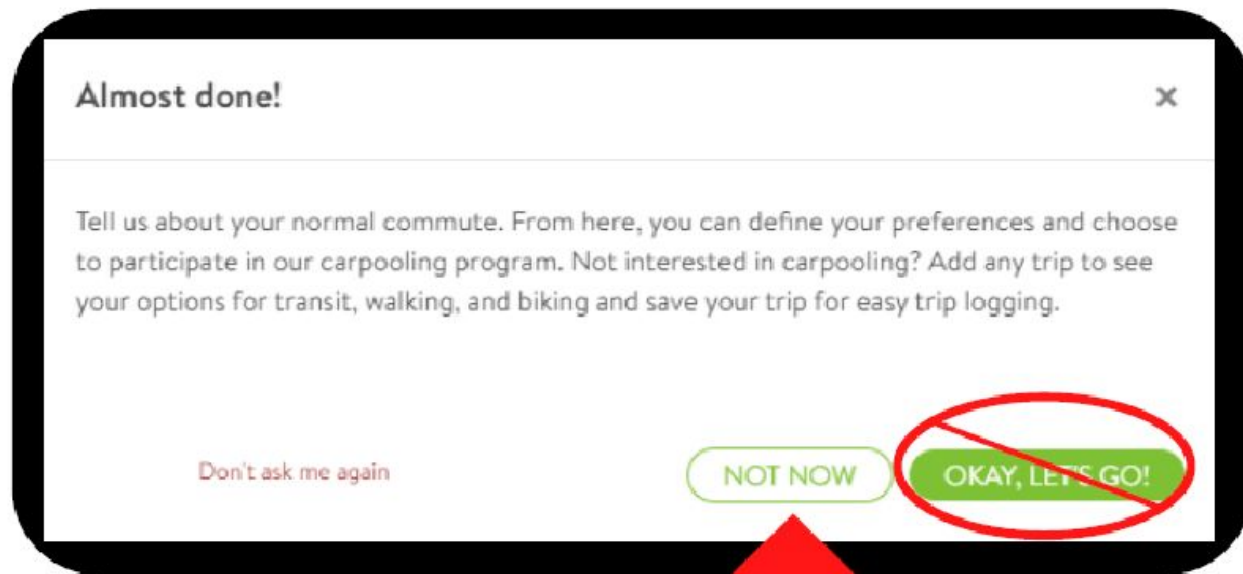 Almost done!
×
Tell us about your normal commute. From here, you can define your preferences and choose
to participate in our carpooling program. Not interested in carpooling? Add any trip to see
your options for transit, walking, and biking and save your trip for easy trip logging.
Don't ask me again
NOT NOW
OKAY, LET'S GO!